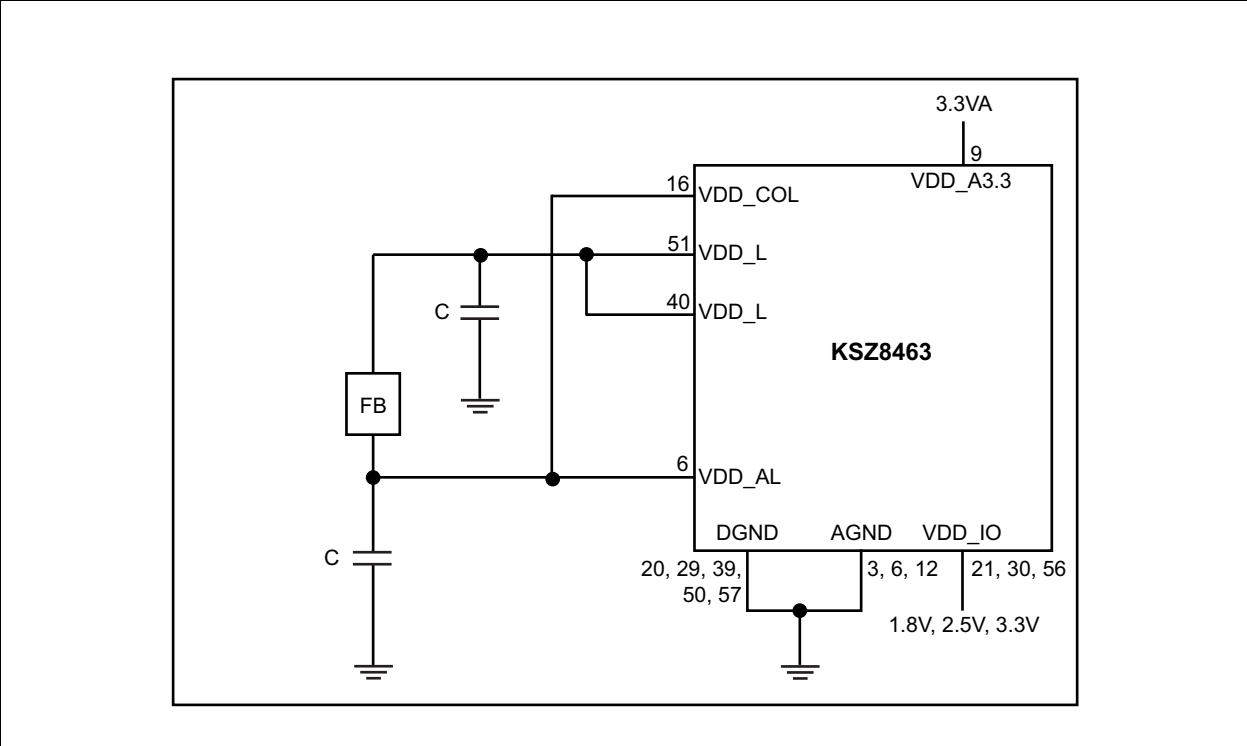 3.3VA
9
VDD_A3.3
16
VDD_COL
51
VDD_L
C
40
VDD_L
KSZ8463
FB
6
VDD_AL
DGND
AGND
VDD_IO
C
20, 29, 39,
50, 57
3, 6, 12
21, 30, 56
1.8V, 2.5V, 3.3V